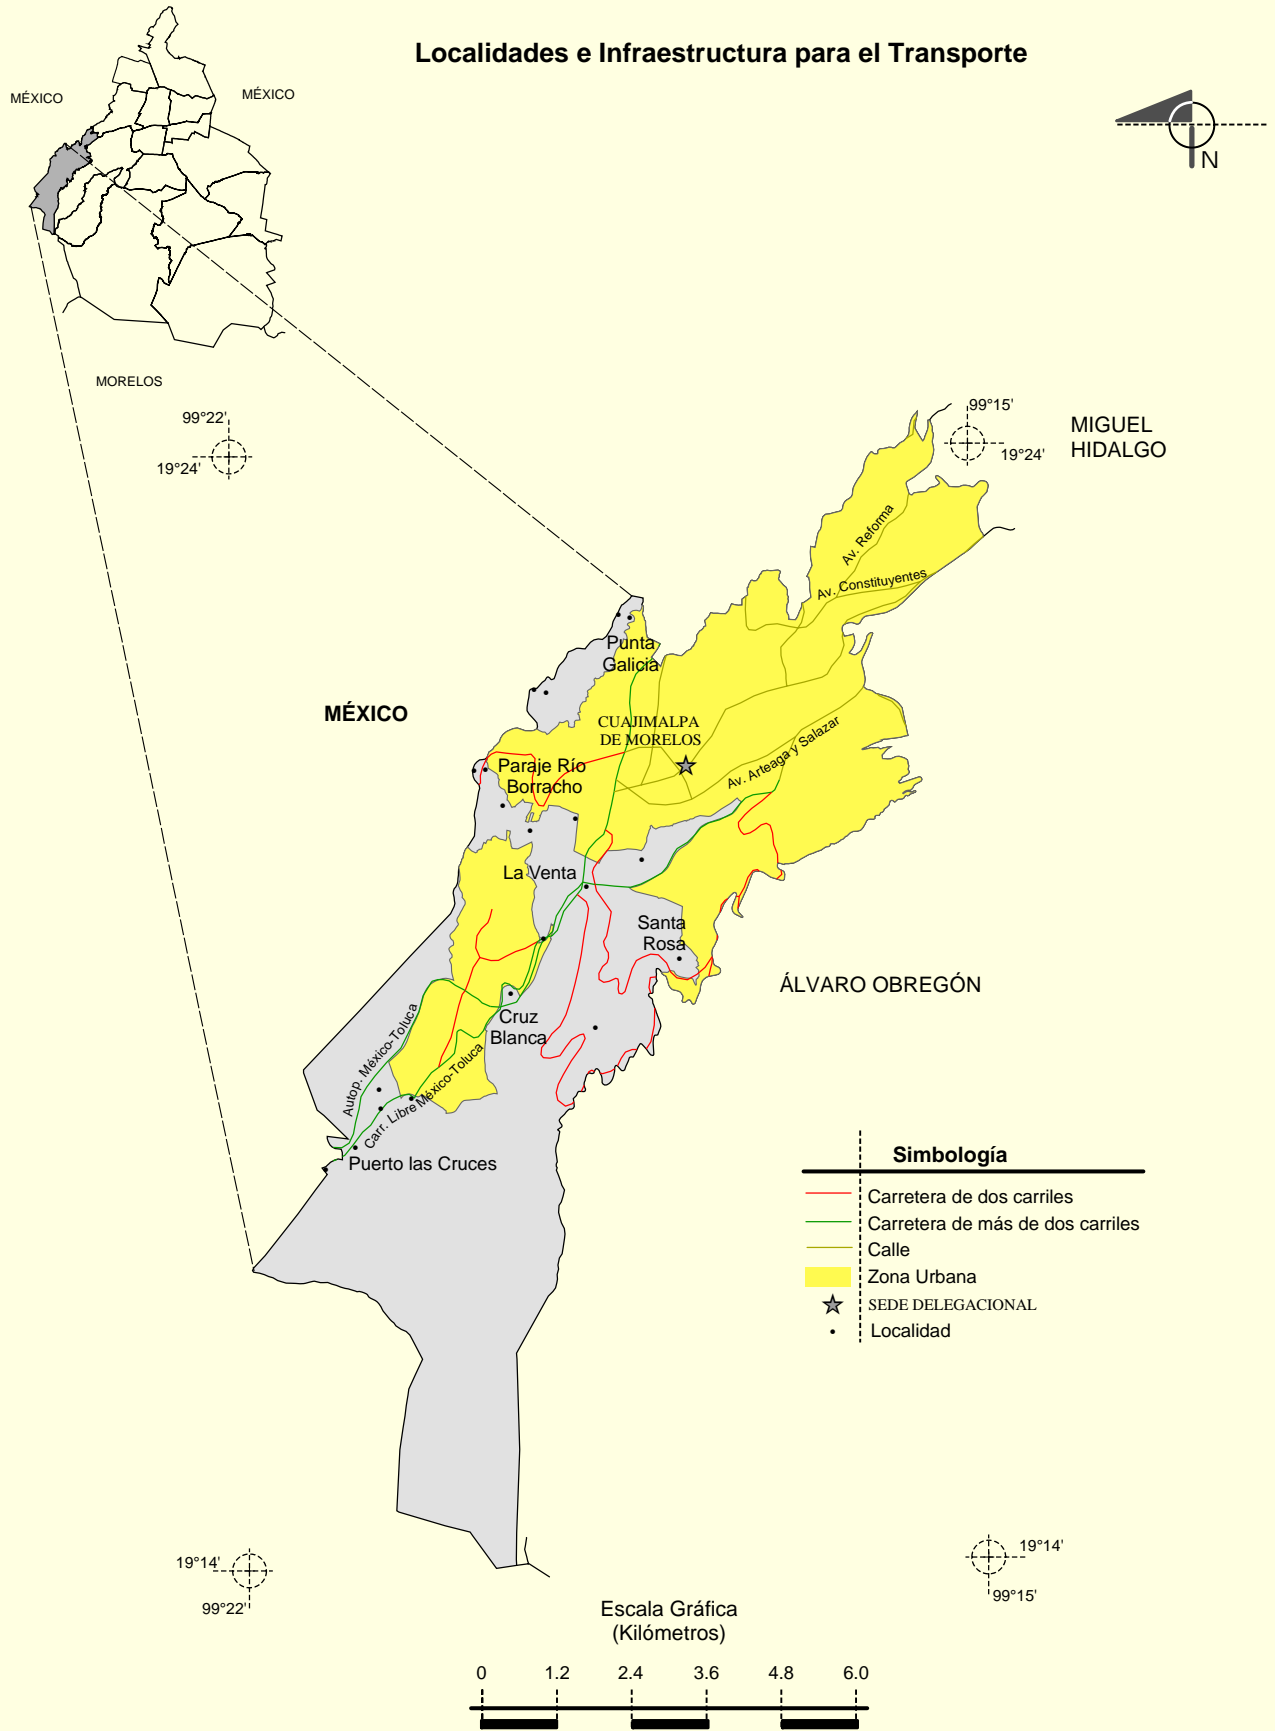 Localidades e Infraestructura para el Transporte
MÉXICO
MÉXICO
N
MORELOS
99°22'
19°24'
99°15'
19°24'
MIGUEL
HIDALGO
Av. Reforma
Av. Constituyentes
Punta
Galicia
MÉXICO
CUAJIMALPA
DE MORELOS
Av. Arteaga y Salazar
Paraje Río
Borracho
La Venta
Santa
Rosa
ÁLVARO OBREGÓN
Cruz
Blanca
Autop. México-Toluca
Carr. Libre México-Toluca
Puerto las Cruces
Simbología
Carretera de dos carriles
Carretera de más de dos carriles
Calle
Zona Urbana
SEDE DELEGACIONAL
Localidad
19°14'
99°22'
19°14'
99°15'
Escala Gráfica
(Kilómetros)
0 1.2 2.4 3.6 4.8 6.0